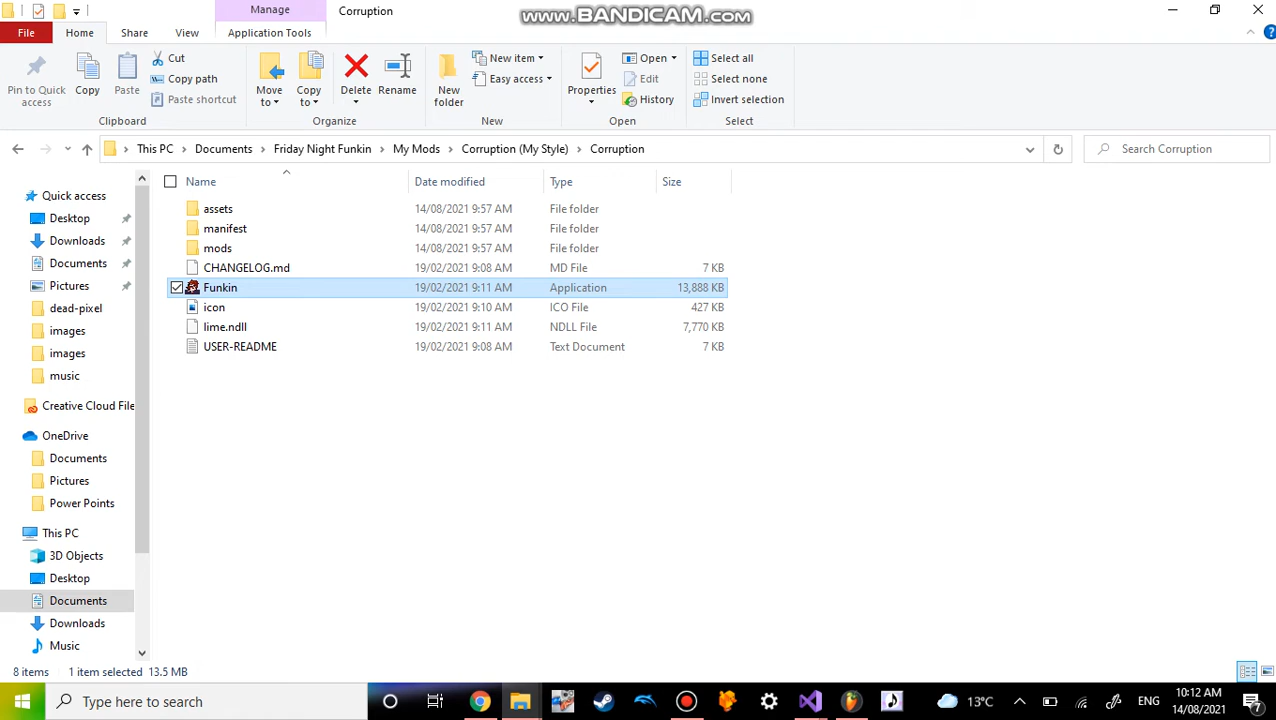 Manage
Corruption
www.BANDICAM.com
File
Home
Share
View
Application Tools
Pin to Quick access
Copy
Paste
Cut
Copy path
Paste shortcut
Clipboard
Move to
Copy to
Delete
Rename
Organize
New folder
New item
Easy access
New
Properties
Open
Edit
History
Open
Select all
Select none
Invert selection
Select
This PC > Documents > Friday Night Funkin > My Mods > Corruption (My Style) > Corruption
Search Corruption
Name Date modified Type Size
assets 14/08/2021 9:57 AM File folder
manifest 14/08/2021 9:57 AM File folder
mods 14/08/2021 9:57 AM File folder
CHANGELOG.md 19/02/2021 9:08 AM MD File 7 KB
Funkin 19/02/2021 9:11 AM Application 13,888 KB
icon 19/02/2021 9:10 AM ICO File 427 KB
lime.ndll 19/02/2021 9:11 AM NDLL File 7,770 KB
USER-README 19/02/2021 9:08 AM Text Document 7 KB
Quick access
Desktop
Downloads
Documents
Pictures
dead-pixel
images
images
music
Creative Cloud File
OneDrive
Documents
Pictures
Power Points
This PC
3D Objects
Desktop
Documents
Downloads
Music
8 items 1 item selected 13.5 MB
Type here to search
13°C
ENG
10:12 AM
14/08/2021
7